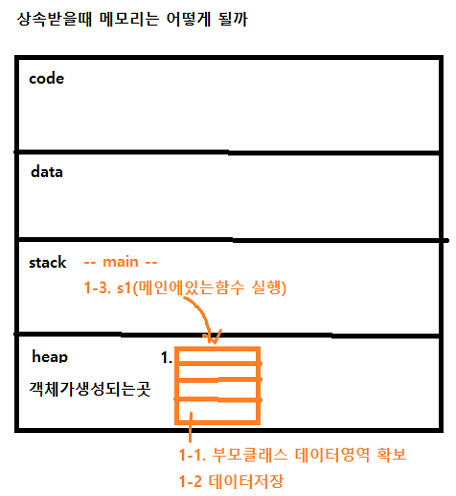 상속받을때 메모리는 어떻게 될까
code
data
stack -- main --
1-3. s1(메인에있는함수 실행)
heap 1.
객체가생성되는곳
1-1. 부모클래스 데이터영역 확보
1-2 데이터저장